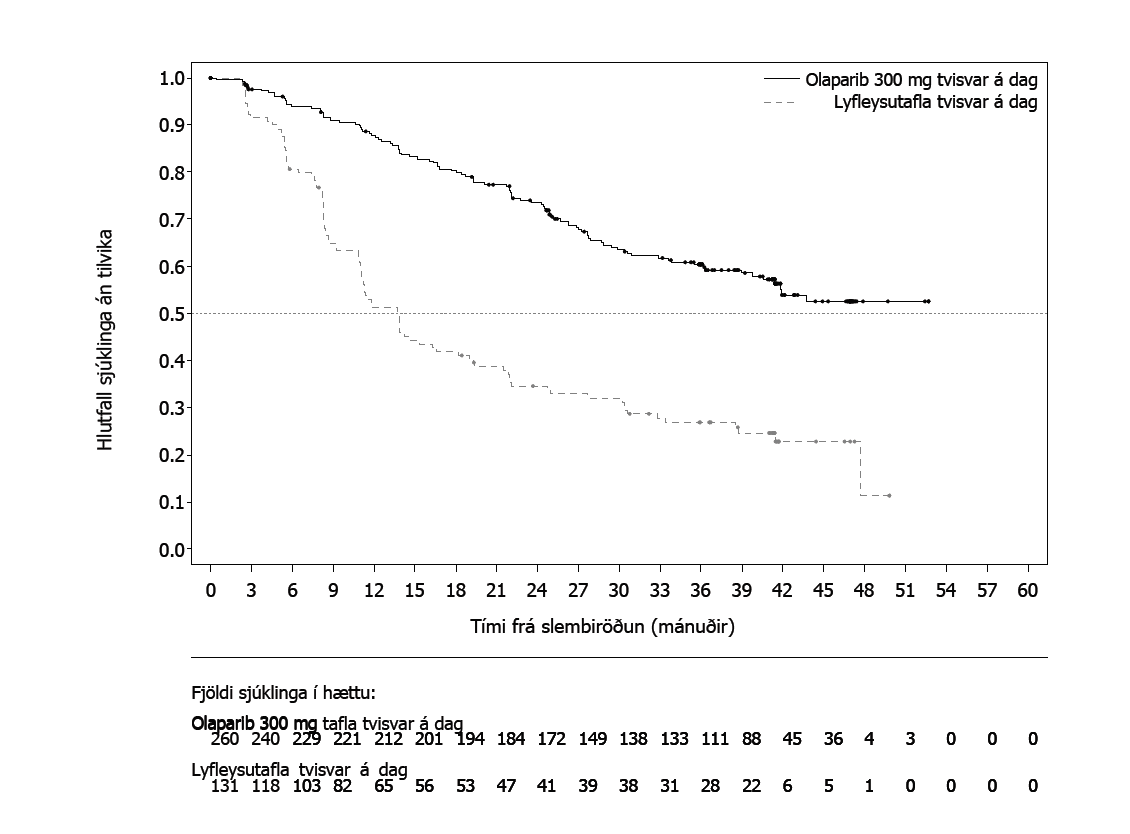 Olaparib 300 mg tvisvar á dag
Lyfleysutafla tvisvar á dag
Hlutfall sjúklinga án tilvika
1.0
0.9
0.8
0.7
0.6
0.5
0.4
0.3
0.2
0.1
0.0
0 3 6 9 12 15 18 21 24 27 30 33 36 39 42 45 48 51 54 57 60
Tími frá slembiröðun (mánuðir)
Fjöldi sjúklinga í hættu:
Olaparib 300 mg tafla tvisvar á dag
260 240 229 221 212 201 194 184 172 149 138 133 111 88 45 36 4 3 0 0 0
Lyfleysutafla tvisvar á dag
131 118 103 82 65 56 53 47 41 39 38 31 28 22 6 5 1 0 0 0 0